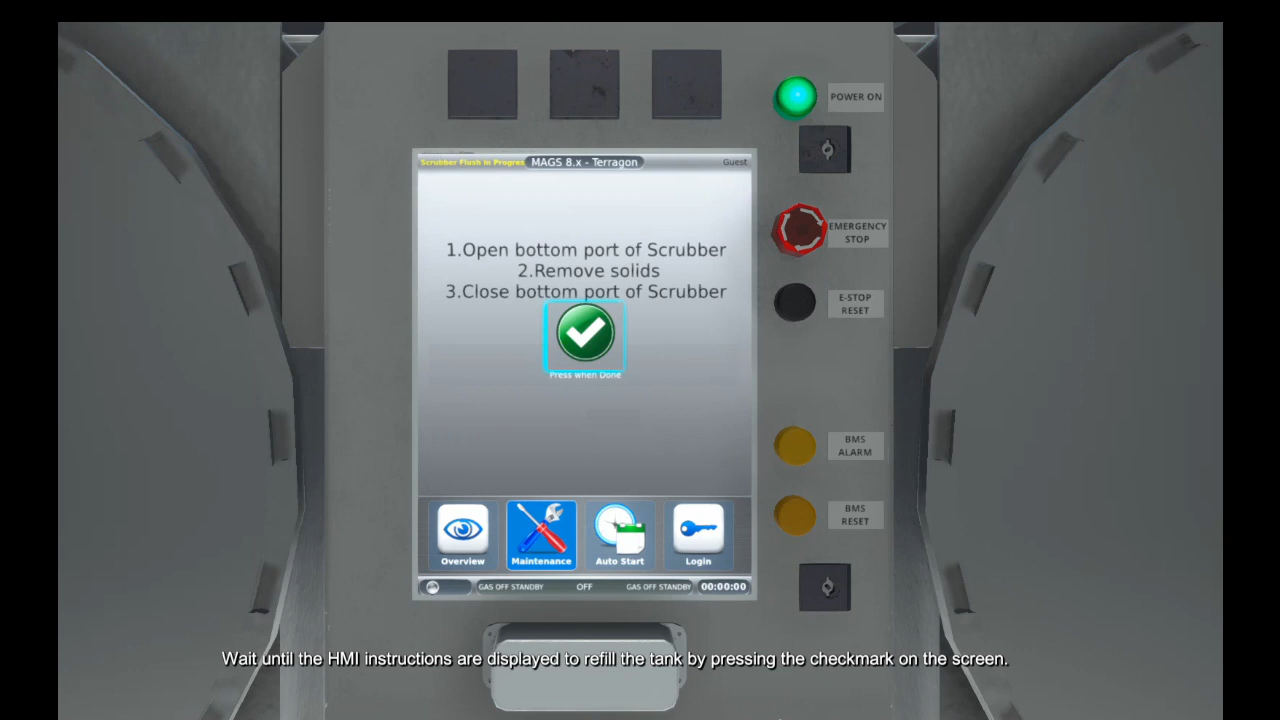 POWER ON
Scrubber Flush In Progres
MAGS 8.x - Terragon
Guest
EMERGENCY
STOP
1.Open bottom port of Scrubber
2.Remove solids
3.Close bottom port of Scrubber
E-STOP
RESET
Press when Done
BMS
ALARM
BMS
RESET
Overview
Maintenance
Auto Start
Login
GAS OFF STANDBY
OFF
GAS OFF STANDBY
00:00:00
Wait until the HMI instructions are displayed to refill the tank by pressing the checkmark on the screen.